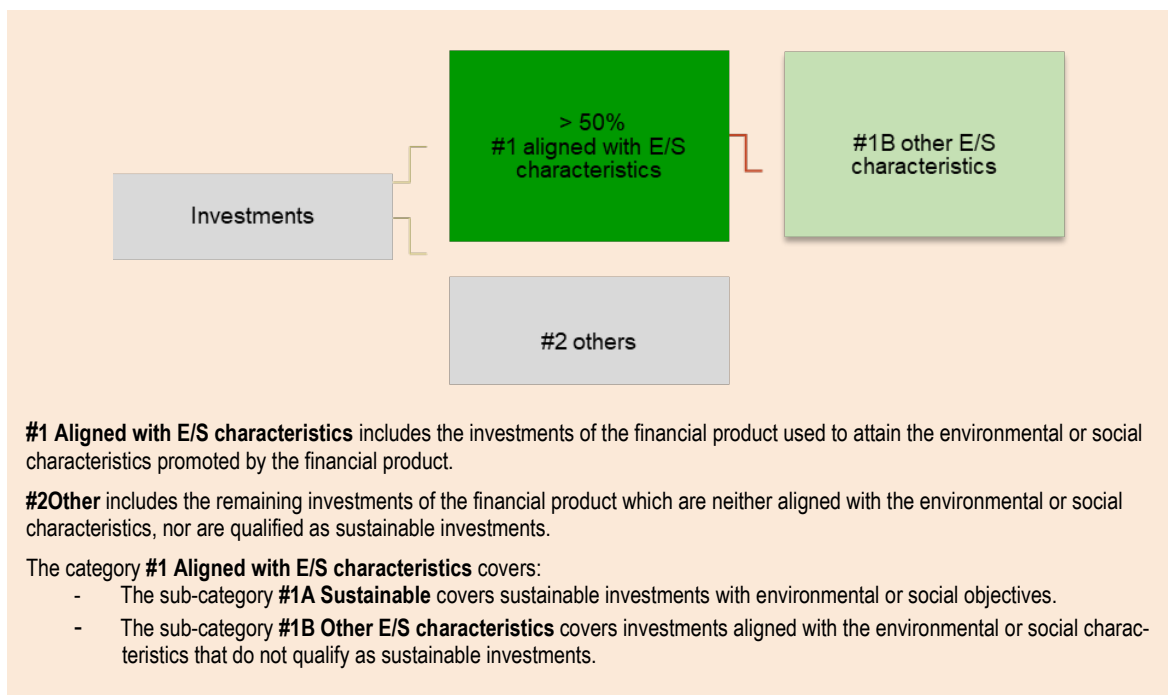 > 50%
#1 aligned with E/S
characteristics
#1B other E/S
characteristics
Investments
#2 others
#1 Aligned with E/S characteristics includes the investments of the financial product used to attain the environmental or social
characteristics promoted by the financial product.
#2Other includes the remaining investments of the financial product which are neither aligned with the environmental or social
characteristics, nor are qualified as sustainable investments.
The category #1 Aligned with E/S characteristics covers:
- The sub-category #1A Sustainable covers sustainable investments with environmental or social objectives.
- The sub-category #1B Other E/S characteristics covers investments aligned with the environmental or social charac-
teristics that do not qualify as sustainable investments.